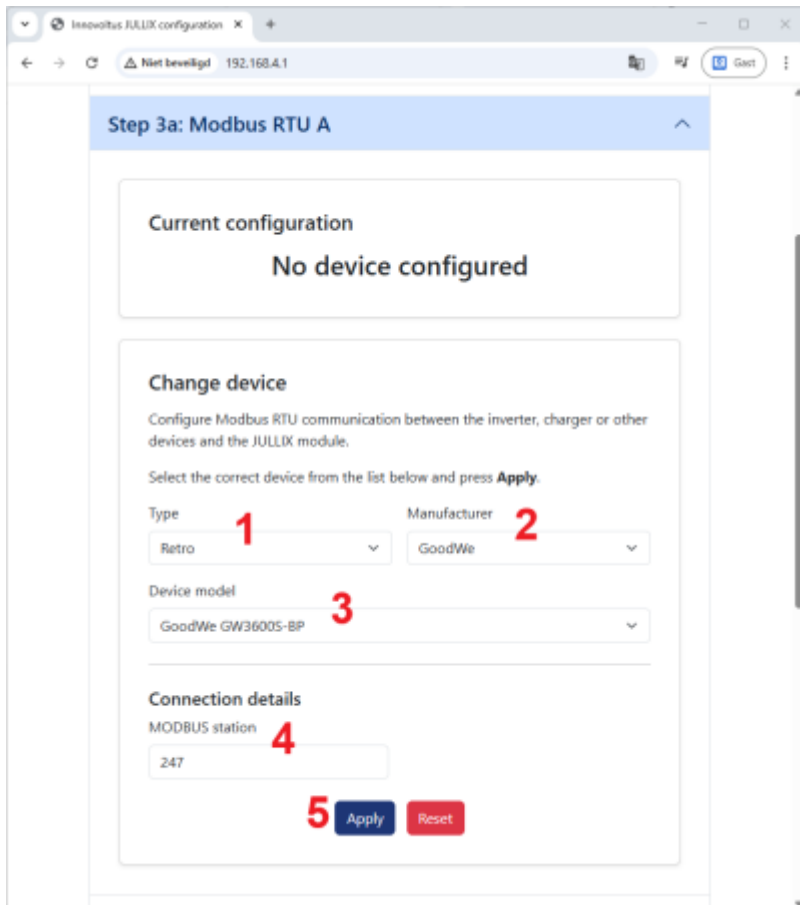 Innovoltus JULLIX configuration
Niet beveiligd 192.168.4.1 Gast
Step 3a: Modbus RTU A
Current configuration
No device configured
Change device
Configure Modbus RTU communication between the inverter, charger or other
devices and the JULLIX module.
Select the correct device from the list below and press Apply.
Type 1 Manufacturer 2
Retro GoodWe
Device model 3
GoodWe GW3600S-BP
Connection details
MODBUS station 4
247
5 Apply Reset